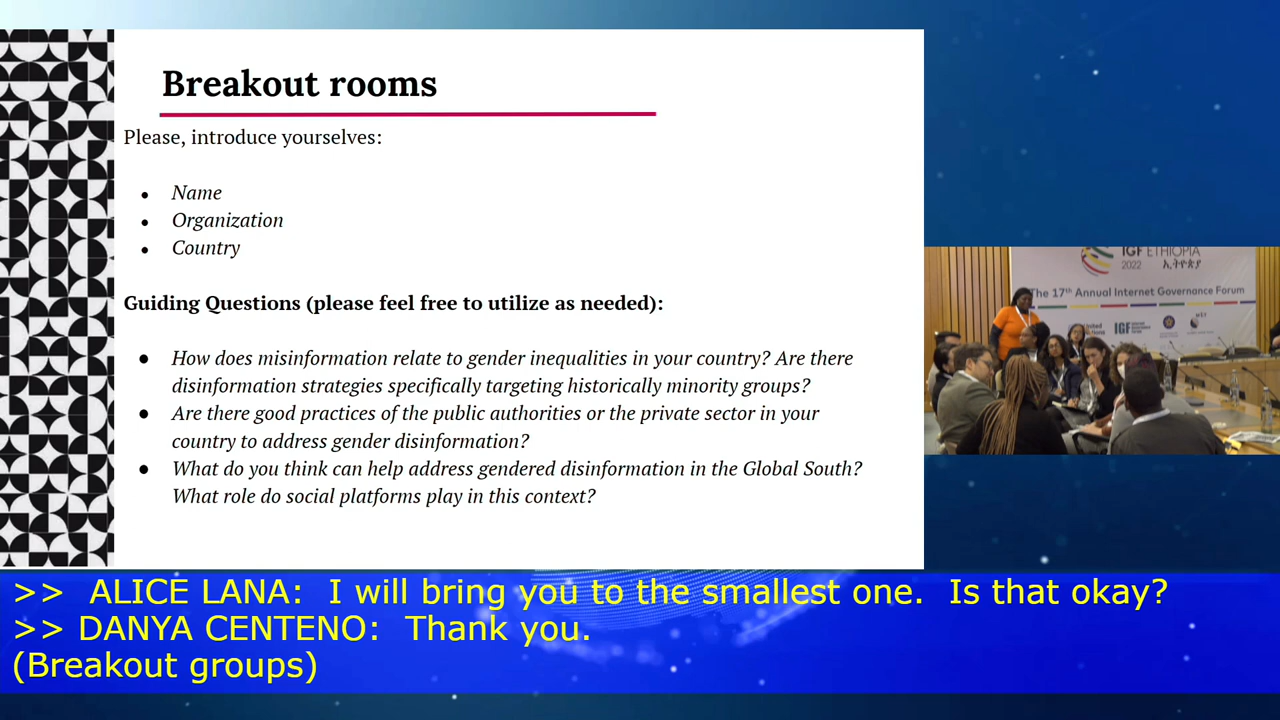 Breakout rooms
Please, introduce yourselves:
● Name
● Organization
● Country
Guiding Questions (please feel free to utilize as needed):
● How does misinformation relate to gender inequalities in your country? Are there
disinformation strategies specifically targeting historically minority groups?
● Are there good practices of the public authorities or the private sector in your
country to address gender disinformation?
● What do you think can help address gendered disinformation in the Global South?
What role do social platforms play in this context?
IGF ETHIOPIA
2022 ኢትዮጵያ
The 17th Annual Internet Governance Forum
IGF
>> ALICE LANA: I will bring you to the smallest one. Is that okay?
>> DANYA CENTENO: Thank you.
(Breakout groups)